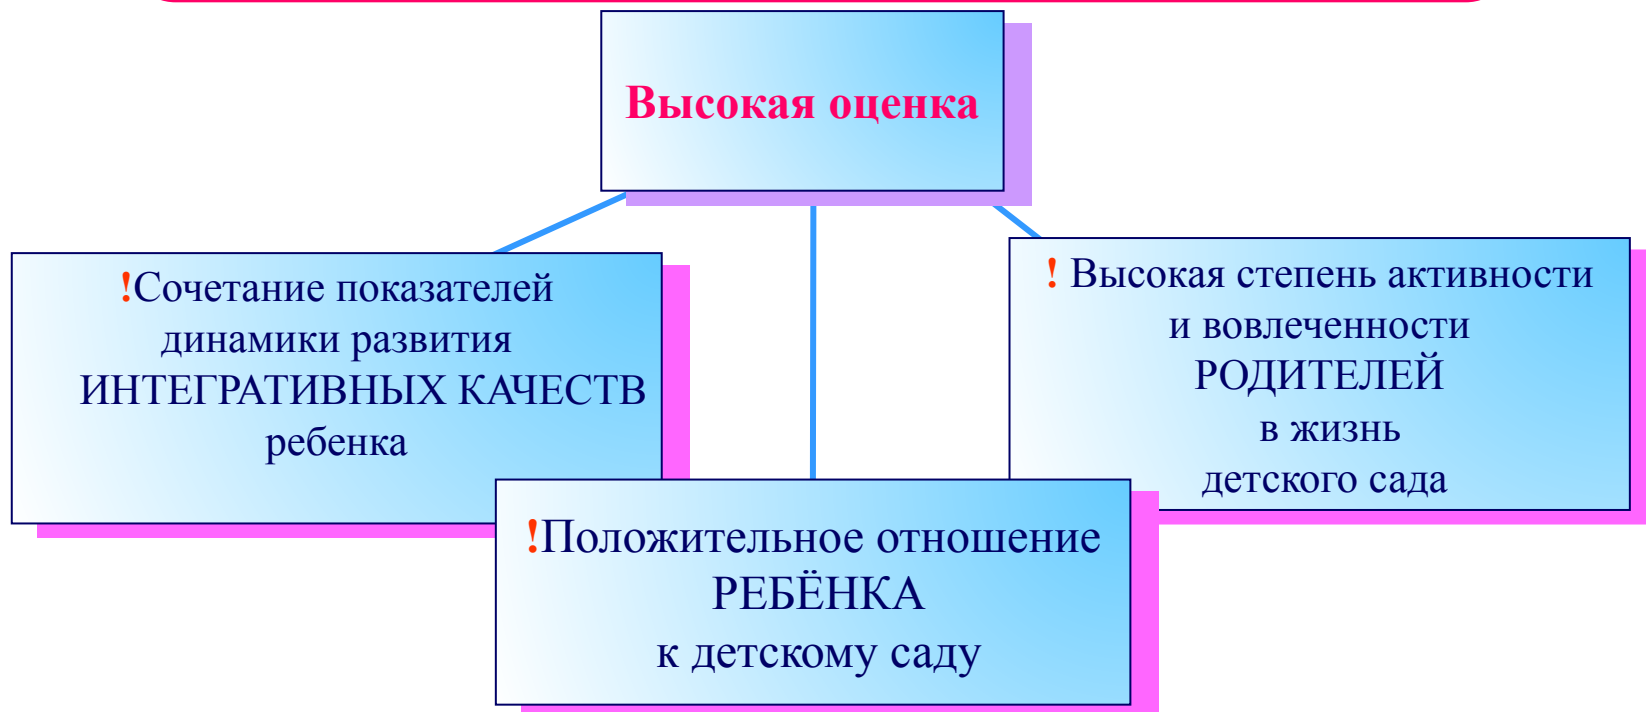 Высокая оценка
!Сочетание показателей
динамики развития
ИНТЕГРАТИВНЫХ КАЧЕСТВ
ребенка
!Положительное отношение
РЕБЁНКА
к детскому саду
! Высокая степень активности
и вовлеченности
РОДИТЕЛЕЙ
в жизнь
детского сада